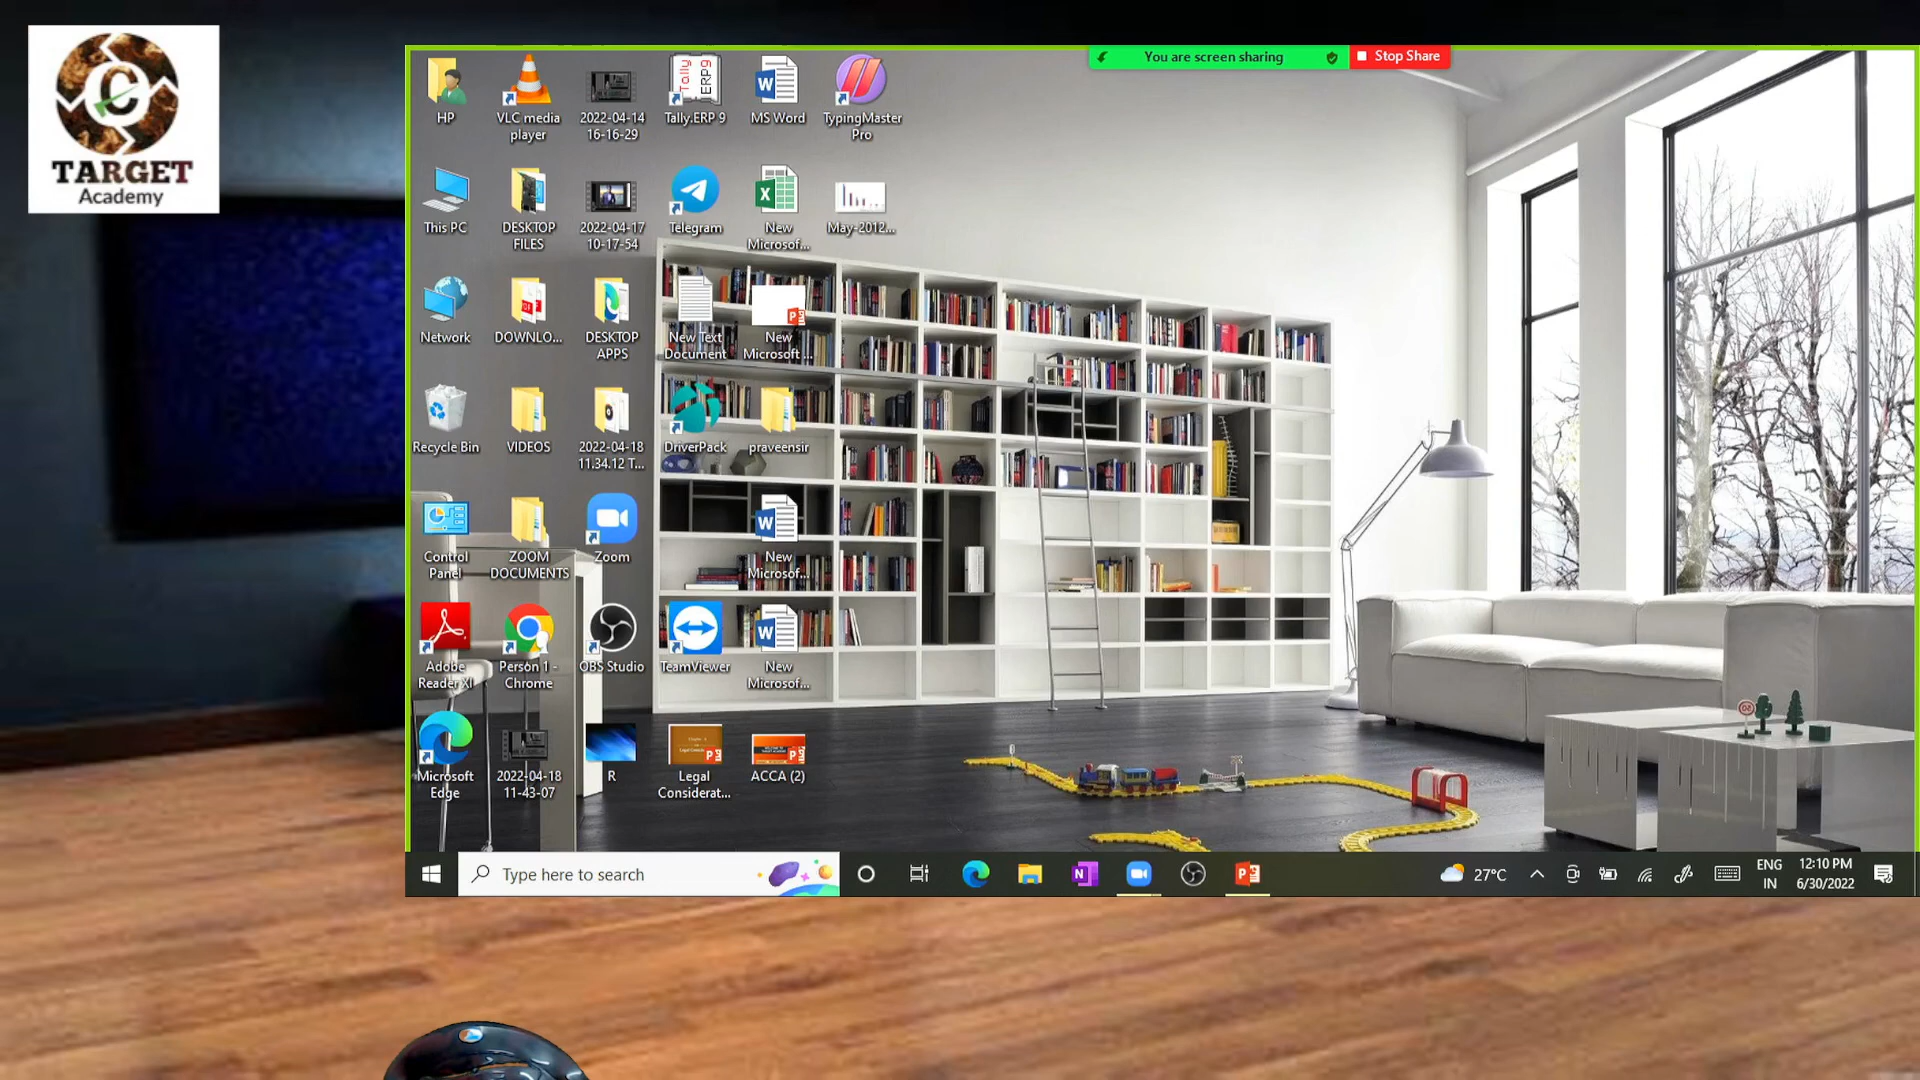 TARGET
Academy
You are screen sharing
Stop Share
HP
VLC media
player
2022-04-14
16-16-29
Tally.ERP 9
MS Word
TypingMaster
Pro
This PC
DESKTOP
FILES
2022-04-17
10-17-54
Telegram
New
Microsof...
May-2012...
Network
DOWNLO...
DESKTOP
APPS
New Text
Document
New
Microsoft ...
Recycle Bin
VIDEOS
2022-04-18
11.34.12 T...
DriverPack
praveensir
Control
Panel
ZOOM
DOCUMENTS
Zoom
New
Microsof...
Adobe
Reader XI
Person 1 -
Chrome
OBS Studio
TeamViewer
New
Microsof...
Microsoft
Edge
2022-04-18
11-43-07
R
Legal
Considerat...
ACCA (2)
Type here to search
27°C
ENG
IN
12:10 PM
6/30/2022